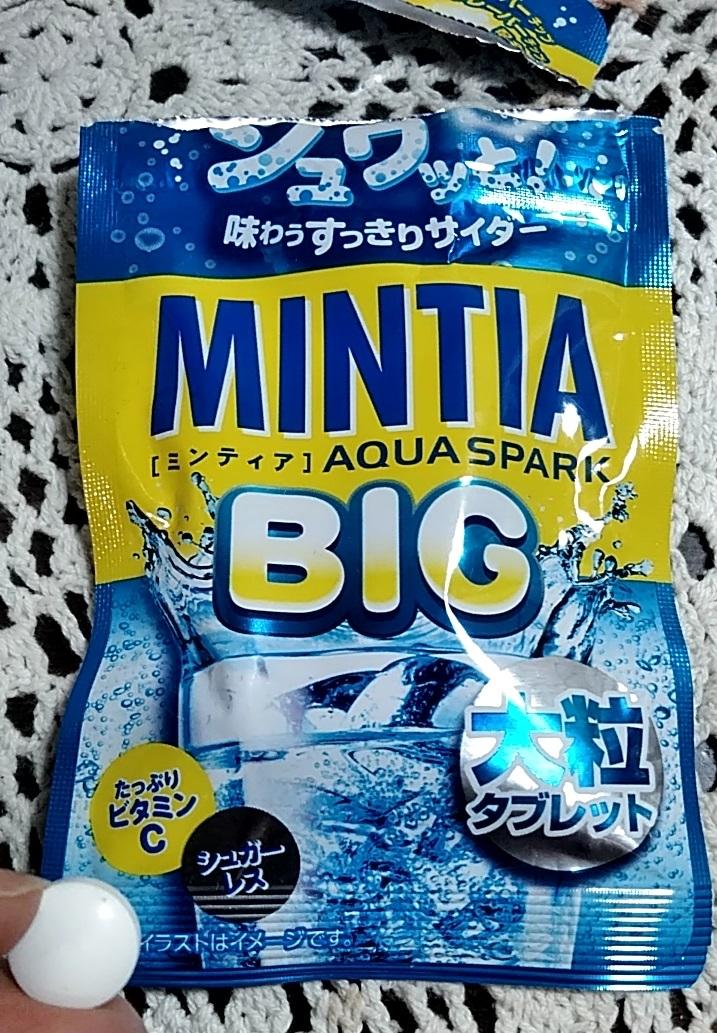 シュワッと!
味わうすっきりサイダー
MINTIA
[ミンティア] AQUA SPARK
BIG
大粒
タブレット
たっぷり
ビタミン
C
シュガー
レス
イラストはイメージです。